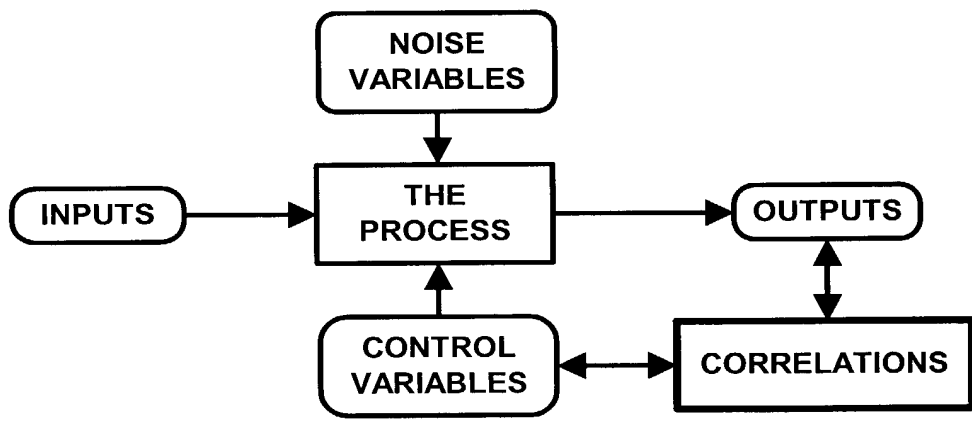 NOISE
VARIABLES
INPUTS
THE
PROCESS
OUTPUTS
CONTROL
VARIABLES
CORRELATIONS